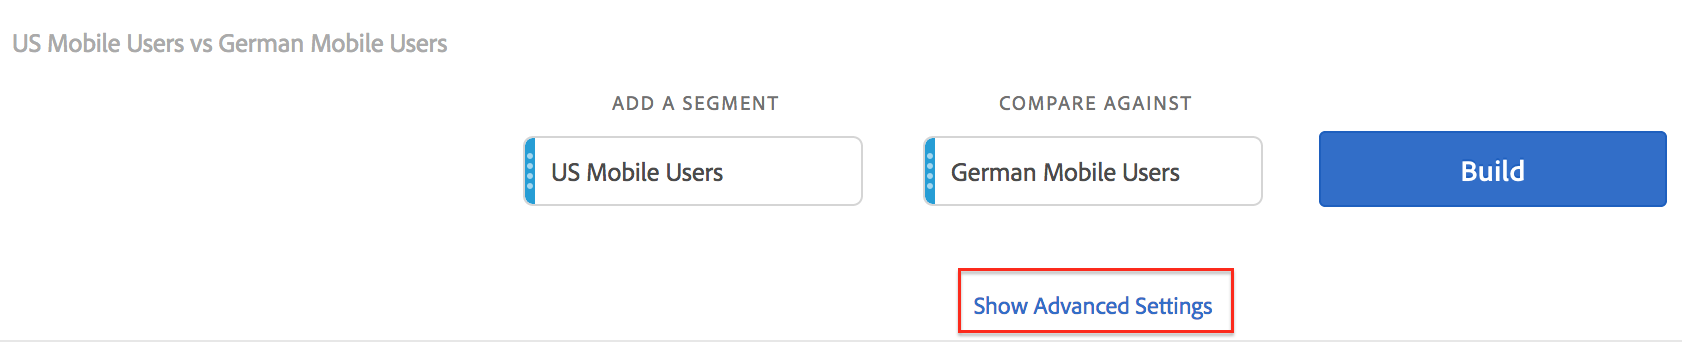 US Mobile Users vs German Mobile Users
ADD A SEGMENT
COMPARE AGAINST
US Mobile Users
German Mobile Users
Build
Show Advanced Settings